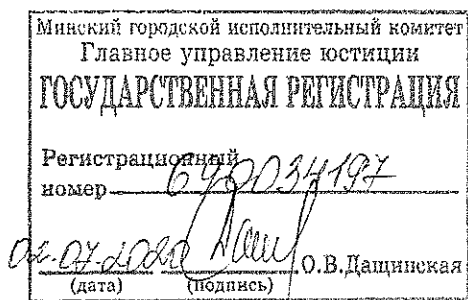 Минский городской исполнительный комитет
Главное управление юстиции
ГОСУДАРСТВЕННАЯ РЕГИСТРАЦИЯ
Регистрационный
номер 690034197
02.07.2020 О.В.Дащинская
(дата) (подпись)